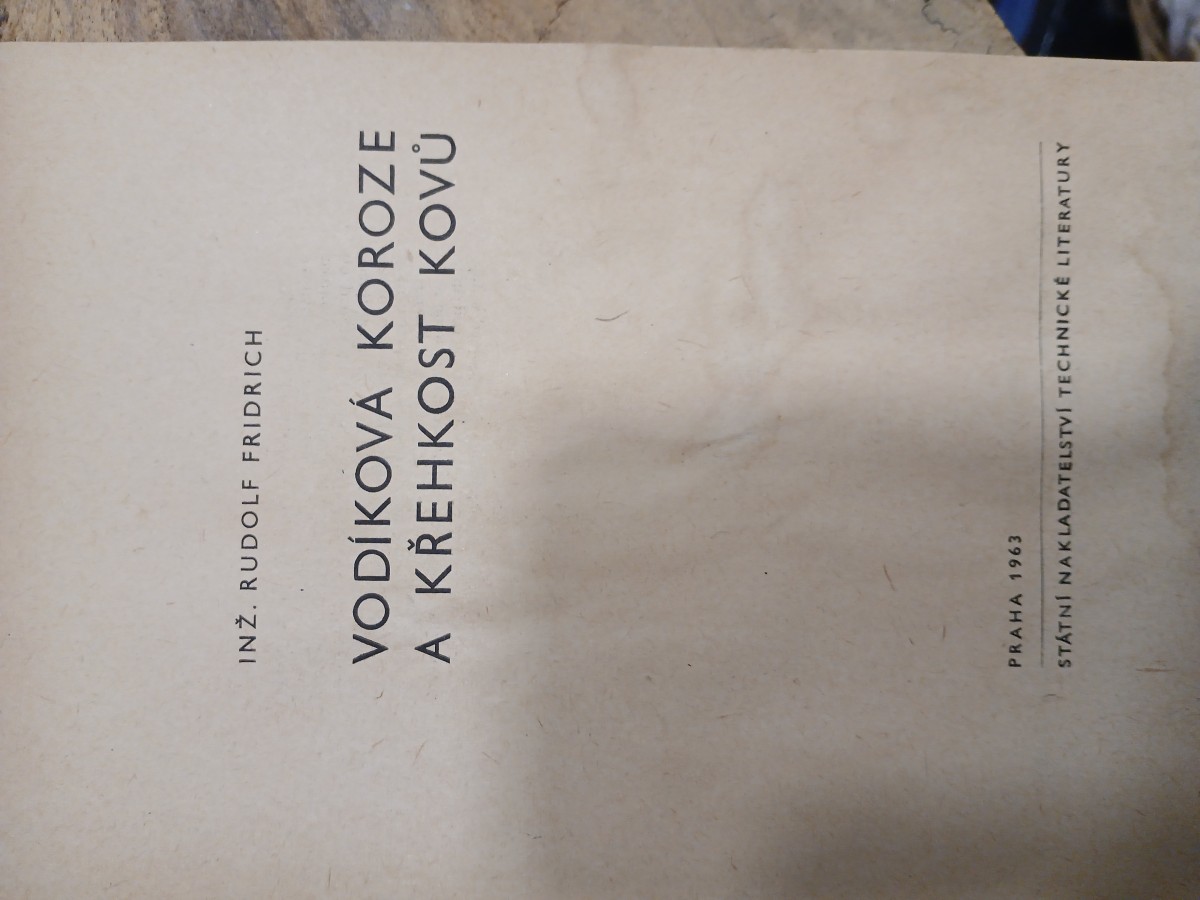 INŽ. RUDOLF FRIDRICH
VODÍKOVÁ KOROZE
A KŘEHKOST KOVŮ
PRAHA 1963
STÁTNÍ NAKLADATELSTVÍ TECHNICKÉ LITERATURY